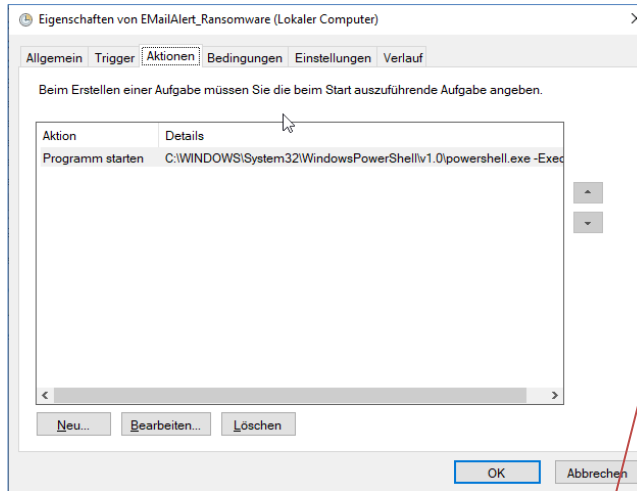 Eigenschaften von EMailAlert_Ransomware (Lokaler Computer)
Allgemein Trigger Aktionen Bedingungen Einstellungen Verlauf
Beim Erstellen einer Aufgabe müssen Sie die beim Start auszuführende Aufgabe angeben.
Aktion Details
Programm starten C:\WINDOWS\System32\WindowsPowerShell\v1.0\powershell.exe -Exec
Neu... Bearbeiten... Löschen
OK Abbrechen